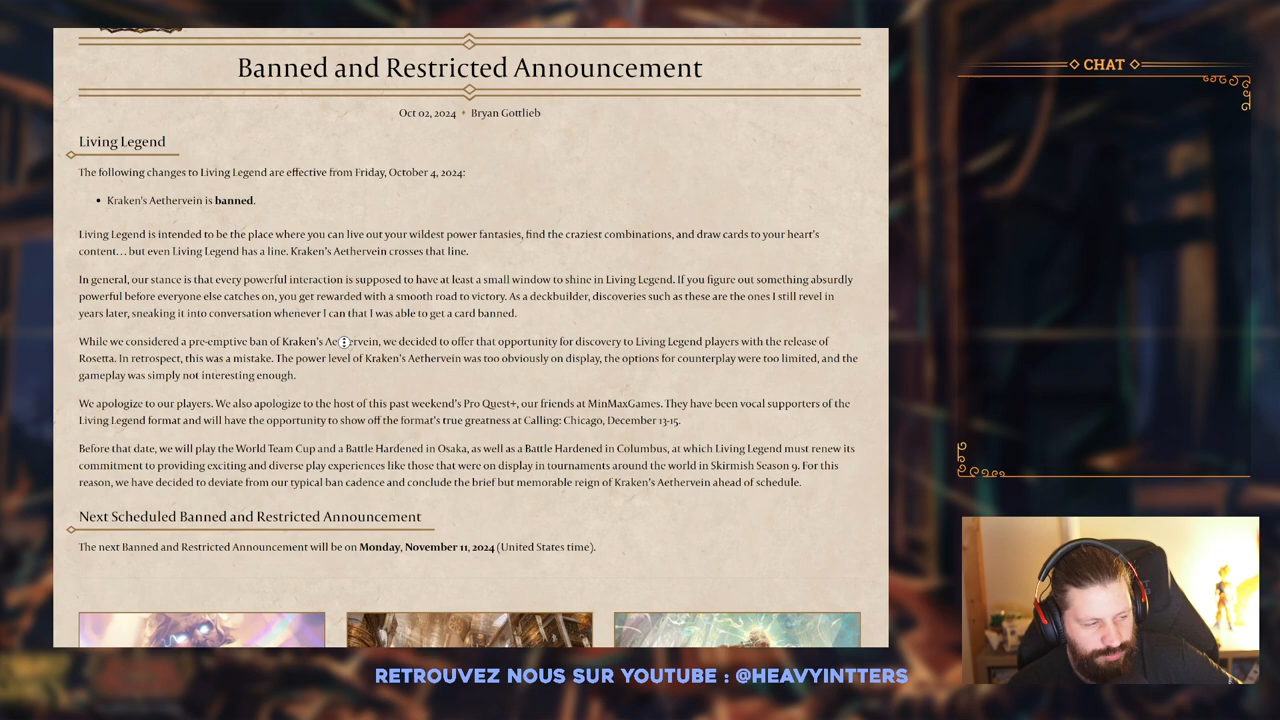 Banned and Restricted Announcement
Oct 02, 2024 ✦ Bryan Gottlieb
Living Legend
The following changes to Living Legend are effective from Friday, October 4, 2024:
• Kraken's Aethervein is banned.
Living Legend is intended to be the place where you can live out your wildest power fantasies, find the craziest combinations, and draw cards to your heart's
content… but even Living Legend has a line. Kraken's Aethervein crosses that line.
In general, our stance is that every powerful interaction is supposed to have at least a small window to shine in Living Legend. If you figure out something absurdly
powerful before everyone else catches on, you get rewarded with a smooth road to victory. As a deckbuilder, discoveries such as these are the ones I still revel in
years later, sneaking it into conversation whenever I can that I was able to get a card banned.
While we considered a pre-emptive ban of Kraken's Aethervein, we decided to offer that opportunity for discovery to Living Legend players with the release of
Rosetta. In retrospect, this was a mistake. The power level of Kraken's Aethervein was too obviously on display, the options for counterplay were too limited, and the
gameplay was simply not interesting enough.
We apologize to our players. We also apologize to the host of this past weekend's Pro Quest+, our friends at MinMaxGames. They have been vocal supporters of the
Living Legend format and will have the opportunity to show off the format's true greatness at Calling: Chicago, December 13-15.
Before that date, we will play the World Team Cup and a Battle Hardened in Osaka, as well as a Battle Hardened in Columbus, at which Living Legend must renew its
commitment to providing exciting and diverse play experiences like those that were on display in tournaments around the world in Skirmish Season 9. For this
reason, we have decided to deviate from our typical ban cadence and conclude the brief but memorable reign of Kraken's Aethervein ahead of schedule.
Next Scheduled Banned and Restricted Announcement
The next Banned and Restricted Announcement will be on Monday, November 11, 2024 (United States time).
CHAT
RETROUVEZ NOUS SUR YOUTUBE : @HEAVYINTTERS